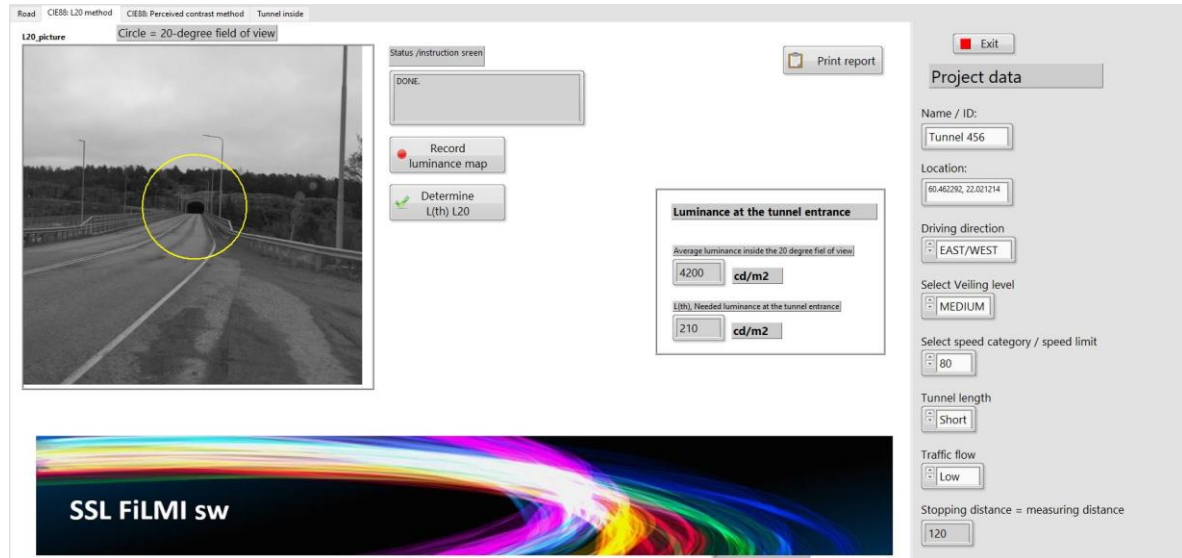 Road
CIE88: L20 method
CIE88: Perceived contrast method
Tunnel inside
L20_picture
Circle = 20-degree field of view
Status /instruction sreen
DONE.
Record
luminance map
Determine
L(th) L20
Print report
Luminance at the tunnel entrance
Average luminance inside the 20 degree fiel of view
4200
cd/m2
L(th), Needed luminance at the tunnel entrance
210
cd/m2
SSL FiLMI sw
Exit
Project data
Name / ID:
Tunnel 456
Location:
60.462292, 22.021214
Driving direction
EAST/WEST
Select Veiling level
MEDIUM
Select speed category / speed limit
80
Tunnel length
Short
Traffic flow
Low
Stopping distance = measuring distance
120